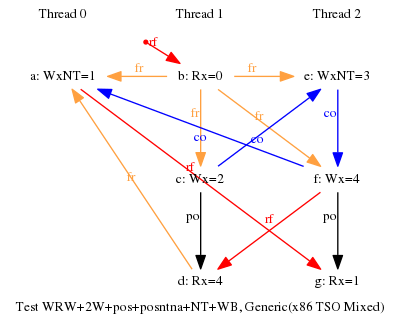 Thread 0 Thread 1 Thread 2
rf
fr fr
a: WxNT=1 b: Rx=0 e: WxNT=3
fr fr co
co co
rf
fr c: Wx=2 f: Wx=4
po rf po
d: Rx=4 g: Rx=1
Test WRW+2W+pos+posntna+NT+WB, Generic(x86 TSO Mixed)